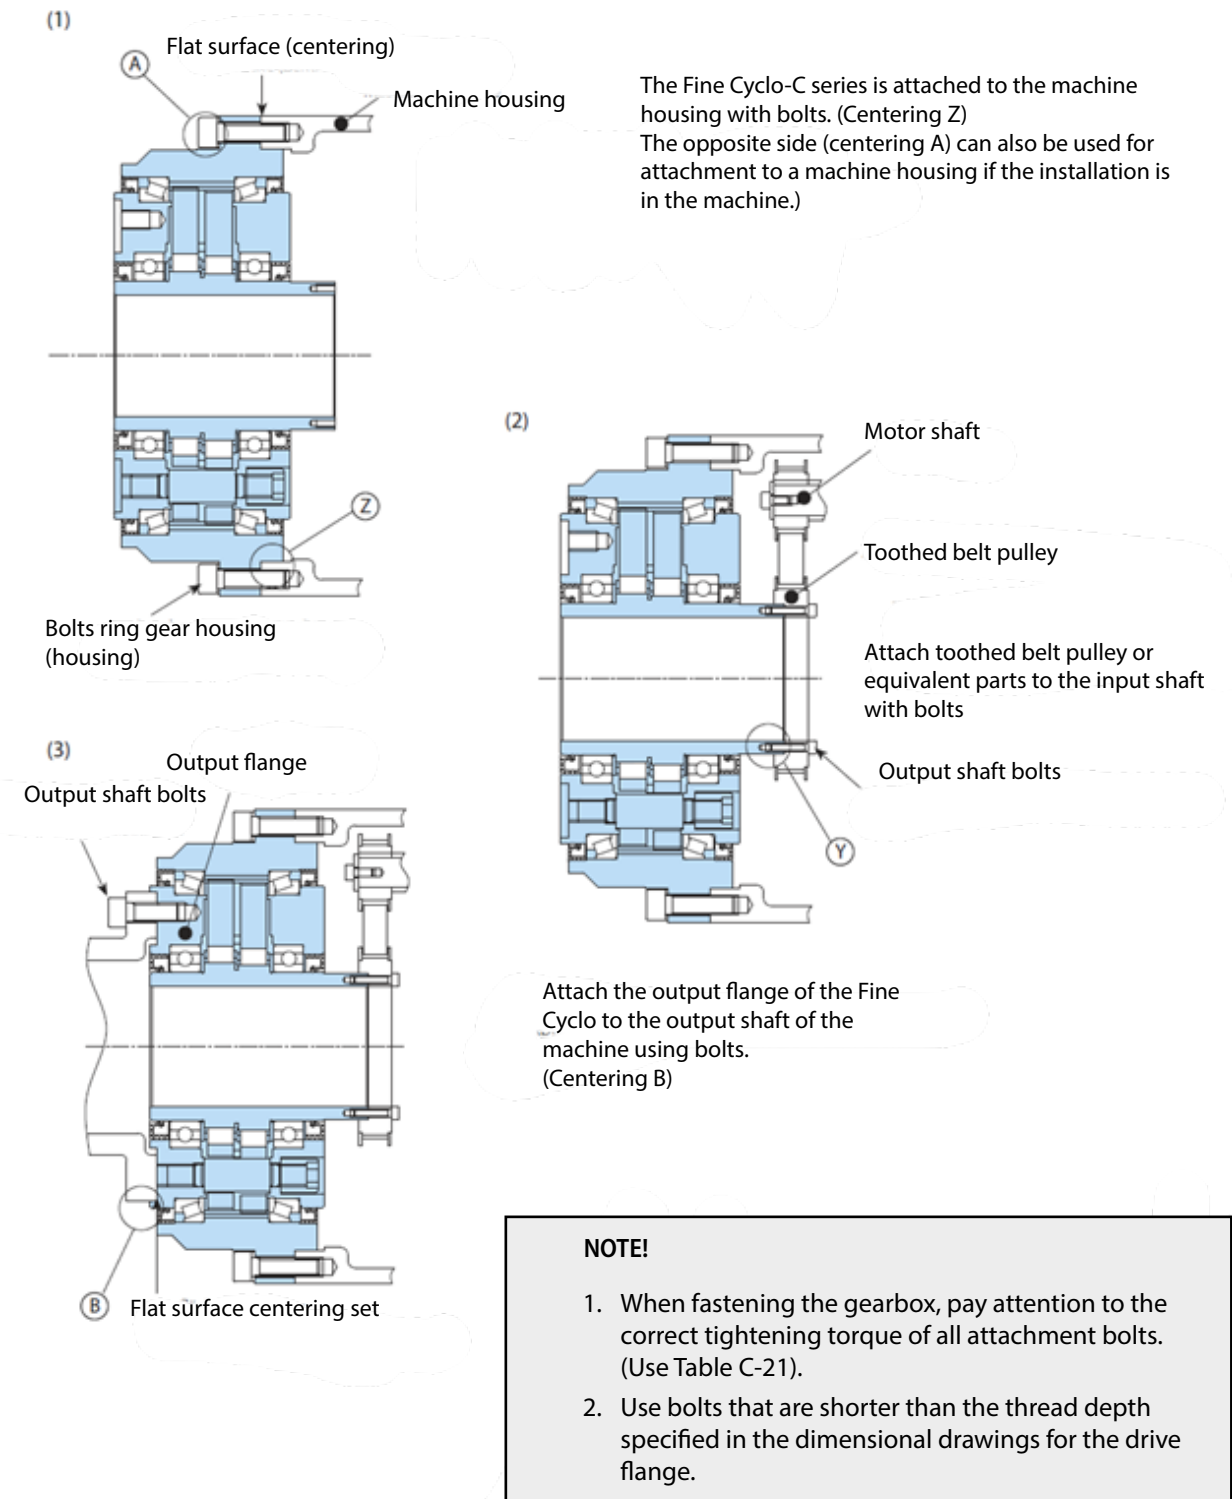 (1)
Flat surface (centering)
A
Machine housing
The Fine Cyclo-C series is attached to the machine
housing with bolts. (Centering Z)
The opposite side (centering A) can also be used for
attachment to a machine housing if the installation is
in the machine.)
Z
Bolts ring gear housing
(housing)
(2)
Motor shaft
Toothed belt pulley
Attach toothed belt pulley or
equivalent parts to the input shaft
with bolts
Output shaft bolts
Y
(3)
Output flange
Output shaft bolts
B
Flat surface centering set
Attach the output flange of the Fine
Cyclo to the output shaft of the
machine using bolts.
(Centering B)
NOTE!
1. When fastening the gearbox, pay attention to the
correct tightening torque of all attachment bolts.
(Use Table C-21).
2. Use bolts that are shorter than the thread depth
specified in the dimensional drawings for the drive
flange.